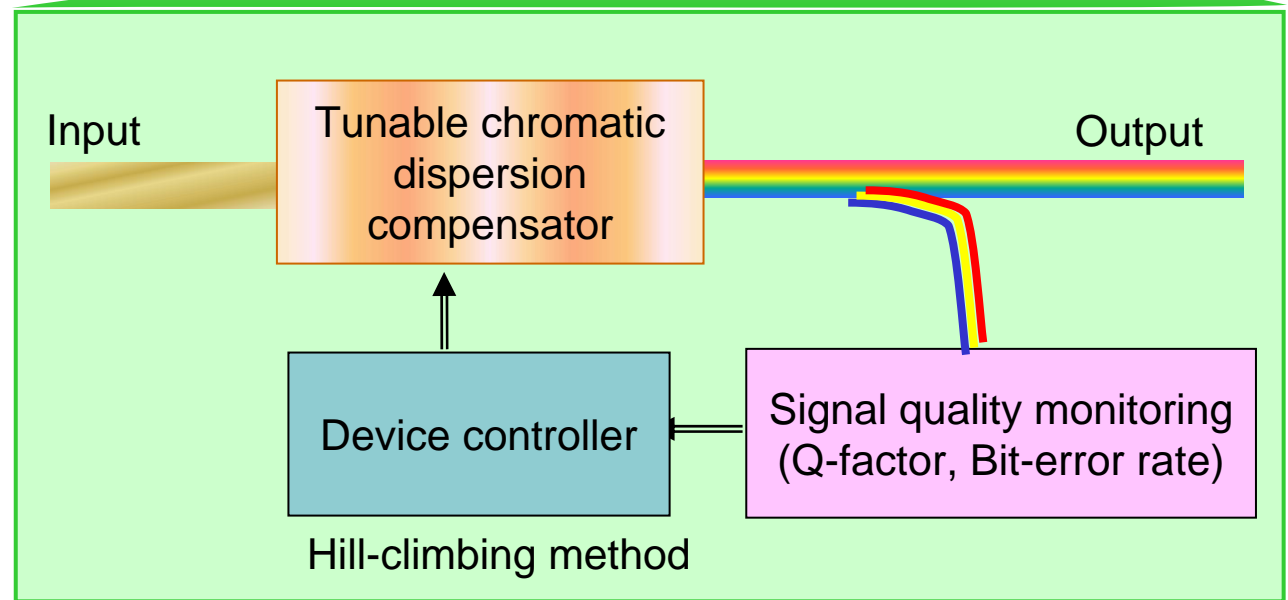 Input
Tunable chromatic
dispersion
compensator
Output
Device controller
Signal quality monitoring
(Q-factor, Bit-error rate)
Hill-climbing method